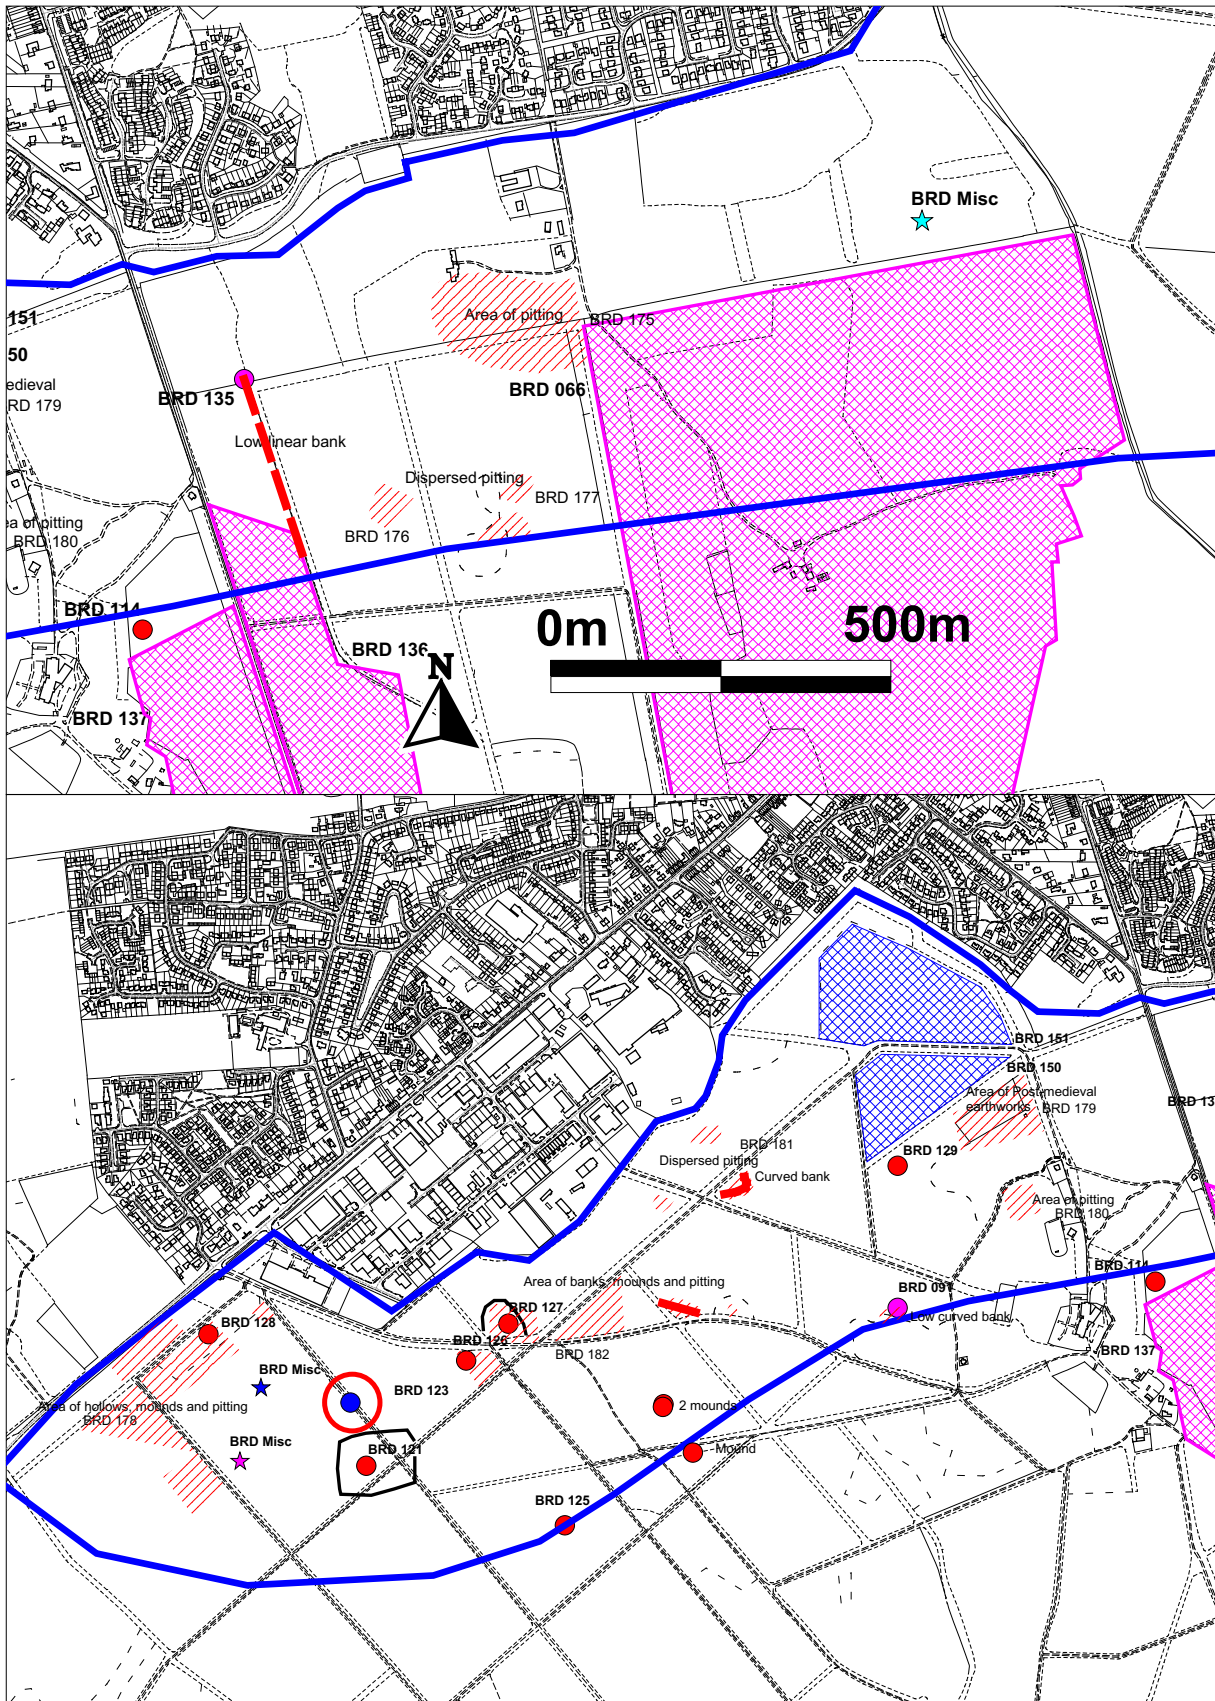 BRD Misc
151
Area of pitting
BRD 175
50
edieval
RD 179
BRD 135
BRD 066
Low linear bank
Dispersed pitting
BRD 177
ea of pitting
BRD 180
BRD 176
BRD 114
0m
500m
BRD 136
N
BRD 137
BRD 151
BRD 150
Area of Post-medieval
earthworks
BRD 179
BRD 13
BRD 181
Dispersed pitting
BRD 129
Curved bank
Area of pitting
BRD 180
BRD 114
Area of banks, mounds and pitting
BRD 091
BRD 127
Low curved bank
BRD 128
BRD 126
BRD 182
BRD 137
BRD Misc
BRD 123
Area of hollows, mounds and pitting
BRD 178
2 mounds
BRD Misc
BRD 121
Mound
BRD 125